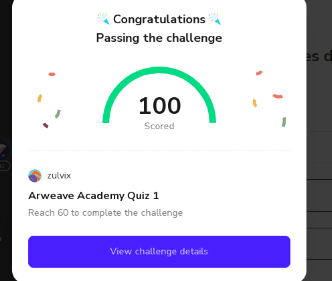 Congratulations
Passing the challenge
100
Scored
zulvix
Arweave Academy Quiz 1
Reach 60 to complete the challenge
View challenge details